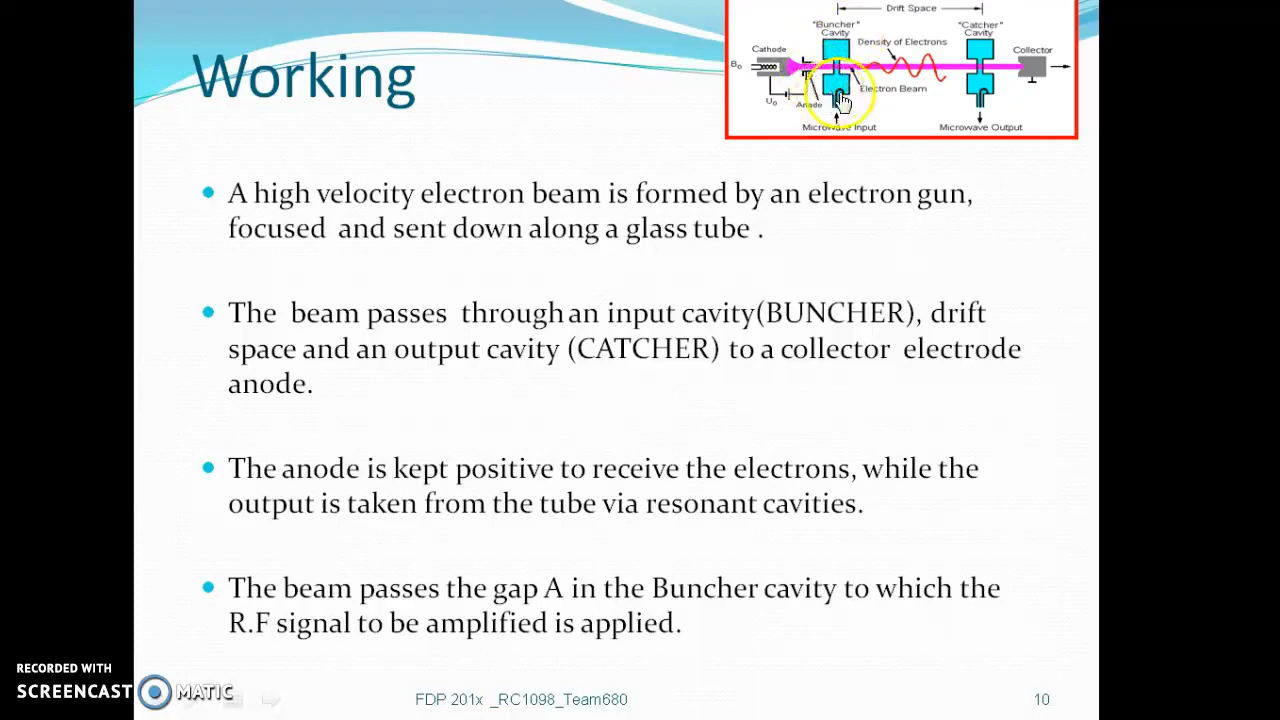 Drift Space
"Buncher" Cavity
"Catcher" Cavity
Density of Electrons
Cathode
Collector
Bo
Electron Beam
Uo
Anode
Microwave Input
Microwave Output
Working
A high velocity electron beam is formed by an electron gun,
focused and sent down along a glass tube .
The beam passes through an input cavity(BUNCHER), drift
space and an output cavity (CATCHER) to a collector electrode
anode.
The anode is kept positive to receive the electrons, while the
output is taken from the tube via resonant cavities.
The beam passes the gap A in the Buncher cavity to which the
R.F signal to be amplified is applied.
RECORDED WITH
SCREENCAST MATIC
FDP 201x _RC1098_Team680
10